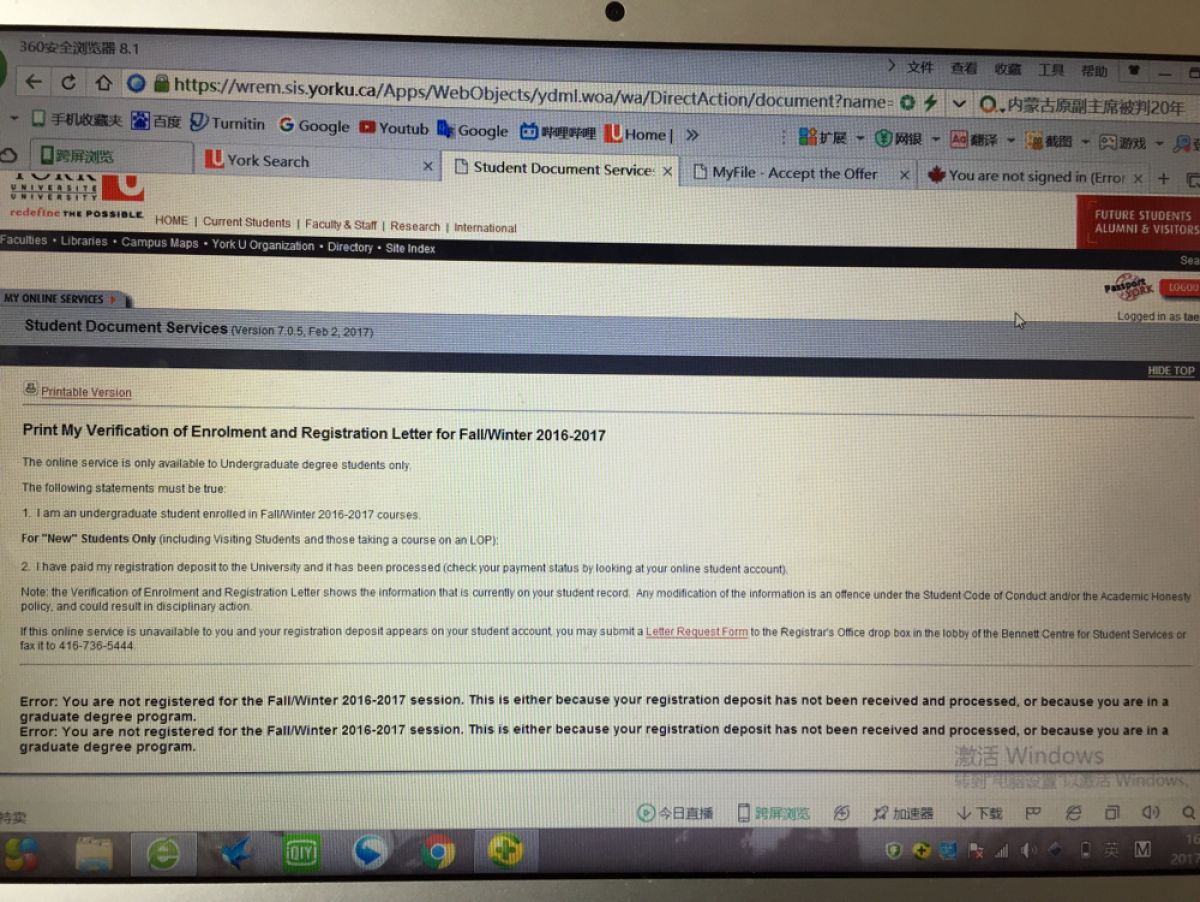 360安全浏览器 8.1
文件 查看 收藏 工具 帮助
https://wrem.sis.yorku.ca/Apps/WebObjects/ydml.woa/wa/DirectAction/document?name=
内蒙古原副主席被判20年
手机收藏夹 百度 Turnitin Google Youtube Google 哔哩哔哩 Home | »
扩展 网银 翻译 截图 游戏
跨屏浏览 York Search × Student Document Service: × MyFile - Accept the Offer × You are not signed in (Error ×
UNIVERSITÉ
UNIVERSITY
redefine THE POSSIBLE.
HOME | Current Students | Faculty & Staff | Research | International
FUTURE STUDENTS
ALUMNI & VISITORS
Faculties • Libraries • Campus Maps • York U Organization • Directory • Site Index
Sea
MY ONLINE SERVICES
Passport YORK
LOGOU
Logged in as tae
Student Document Services (Version 7.0.5, Feb 2, 2017)
HIDE TOP
Printable Version
Print My Verification of Enrolment and Registration Letter for Fall/Winter 2016-2017
The online service is only available to Undergraduate degree students only.
The following statements must be true:
1. I am an undergraduate student enrolled in Fall/Winter 2016-2017 courses.
For "New" Students Only (including Visiting Students and those taking a course on an LOP):
2. I have paid my registration deposit to the University and it has been processed (check your payment status by looking at your online student account).
Note: the Verification of Enrolment and Registration Letter shows the information that is currently on your student record. Any modification of the information is an offence under the Student Code of Conduct and/or the Academic Honesty
policy, and could result in disciplinary action.
If this online service is unavailable to you and your registration deposit appears on your student account, you may submit a Letter Request Form to the Registrar's Office drop box in the lobby of the Bennett Centre for Student Services or
fax it to 416-736-5444.
Error: You are not registered for the Fall/Winter 2016-2017 session. This is either because your registration deposit has not been received and processed, or because you are in a
graduate degree program.
Error: You are not registered for the Fall/Winter 2016-2017 session. This is either because your registration deposit has not been received and processed, or because you are in a
graduate degree program.
激活 Windows
转到"电脑设置"以激活 Windows。
特卖
今日直播 跨屏浏览 加速器 下载
QIYI
英 M
2017